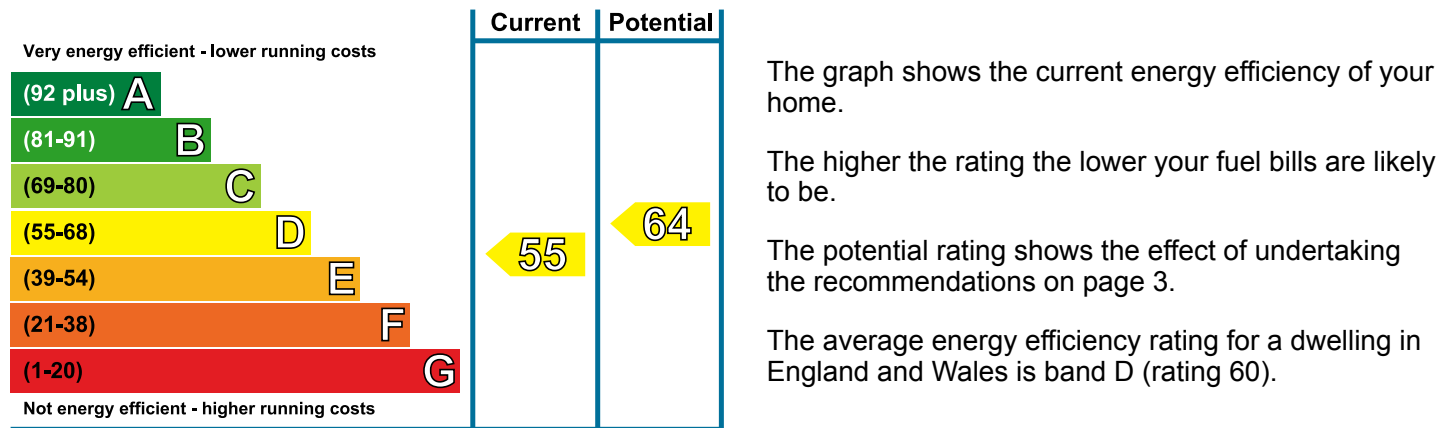 Current Potential
Very energy efficient - lower running costs
(92 plus) A
(81-91) B
(69-80) C
(55-68) D
(39-54) E
(21-38) F
(1-20) G
Not energy efficient - higher running costs
55
64
The graph shows the current energy efficiency of your
home.
The higher the rating the lower your fuel bills are likely
to be.
The potential rating shows the effect of undertaking
the recommendations on page 3.
The average energy efficiency rating for a dwelling in
England and Wales is band D (rating 60).